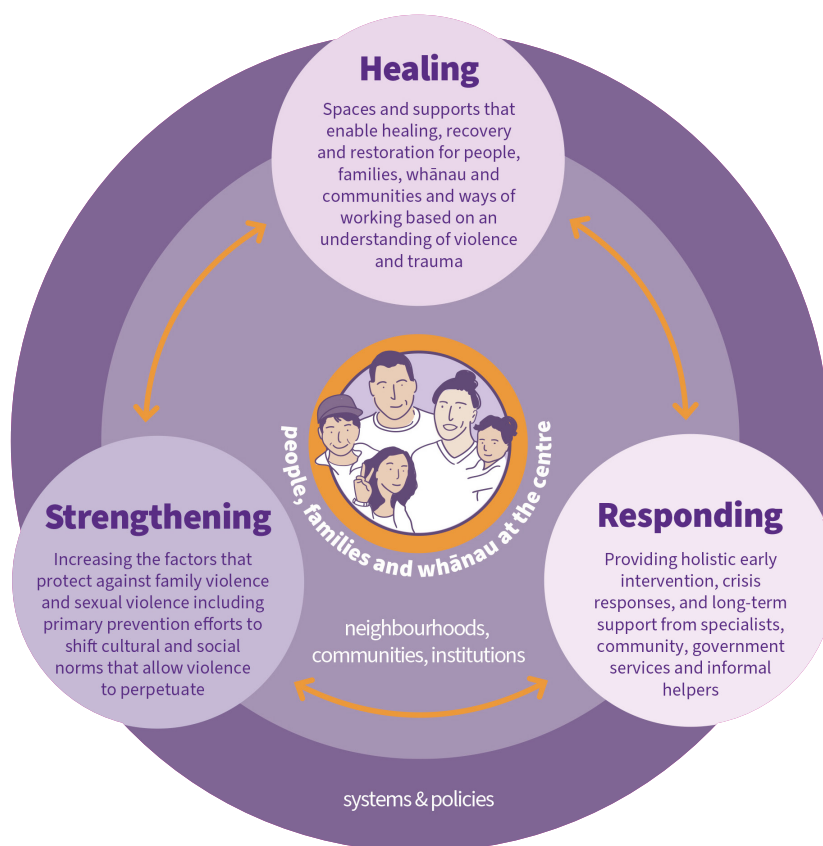 Healing
Spaces and supports that
enable healing, recovery
and restoration for people,
families, whānau and
communities and ways of
working based on an
understanding of violence
and trauma
people, families and whānau at the centre
Strengthening
Increasing the factors that
protect against family violence
and sexual violence including
primary prevention efforts to
shift cultural and social
norms that allow violence
to perpetuate
Responding
Providing holistic early
intervention, crisis
responses, and long-term
support from specialists,
community, government
services and informal
helpers
neighbourhoods,
communities, institutions
systems & policies